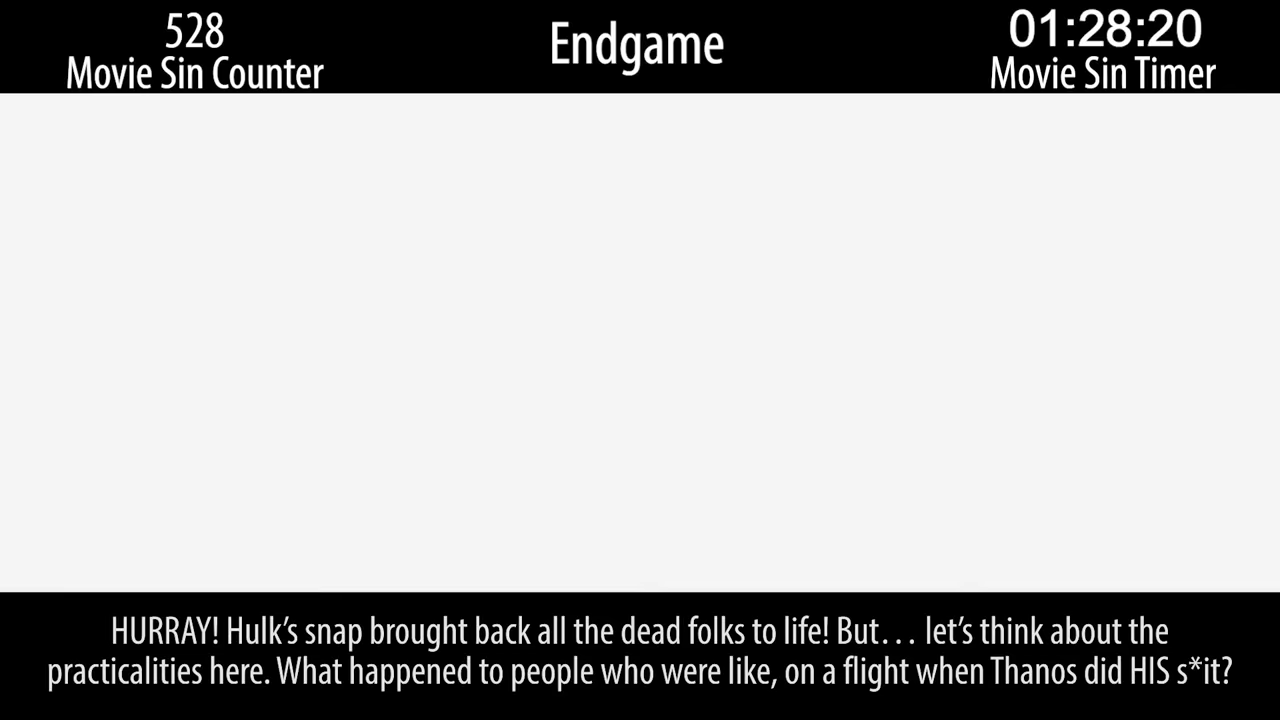 528
Movie Sin Counter
Endgame
01:28:20
Movie Sin Timer
HURRAY! Hulk’s snap brought back all the dead folks to life! But… let’s think about the
practicalities here. What happened to people who were like, on a flight when Thanos did HIS s*it?